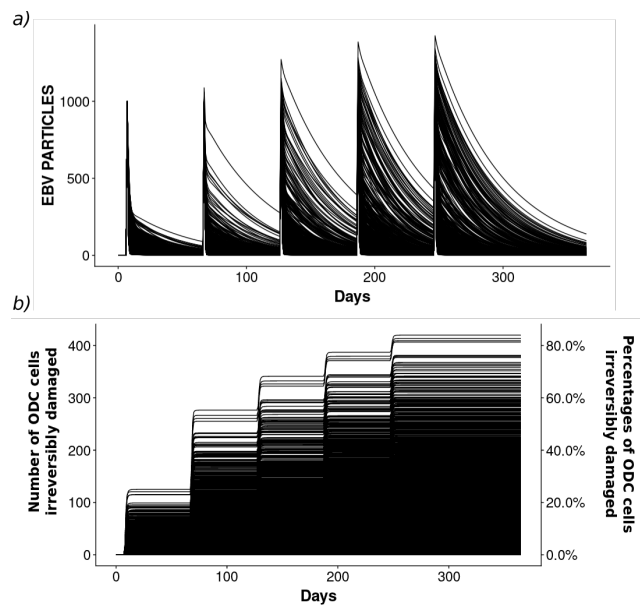 a)
EBV PARTICLES
1000
500
0
0
100
200
300
Days
b)
Number of ODC cells
irreversibly damaged
400
300
200
100
0
80.0%
60.0%
40.0%
20.0%
0.0%
Percentages of ODC cells
irreversibly damaged
0
100
200
300
Days